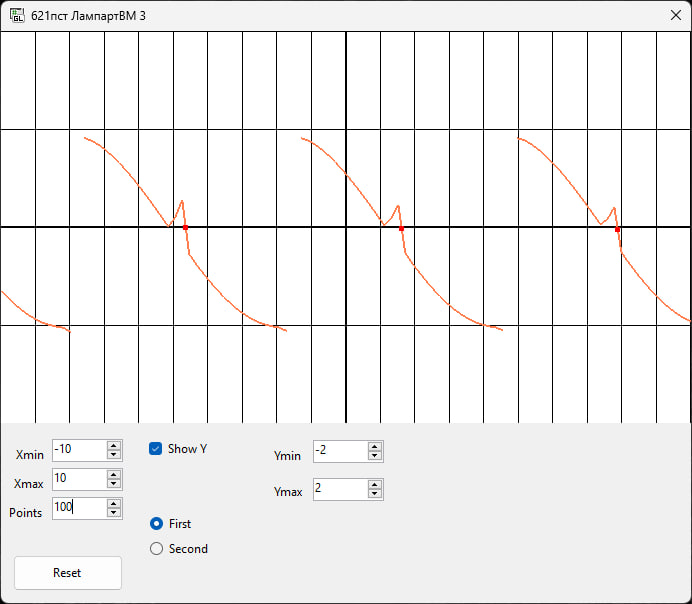 621пст ЛампартВМ 3
Xmin -10
Show Y
Ymin -2
Xmax 10
Ymax 2
Points 100
First
Second
Reset